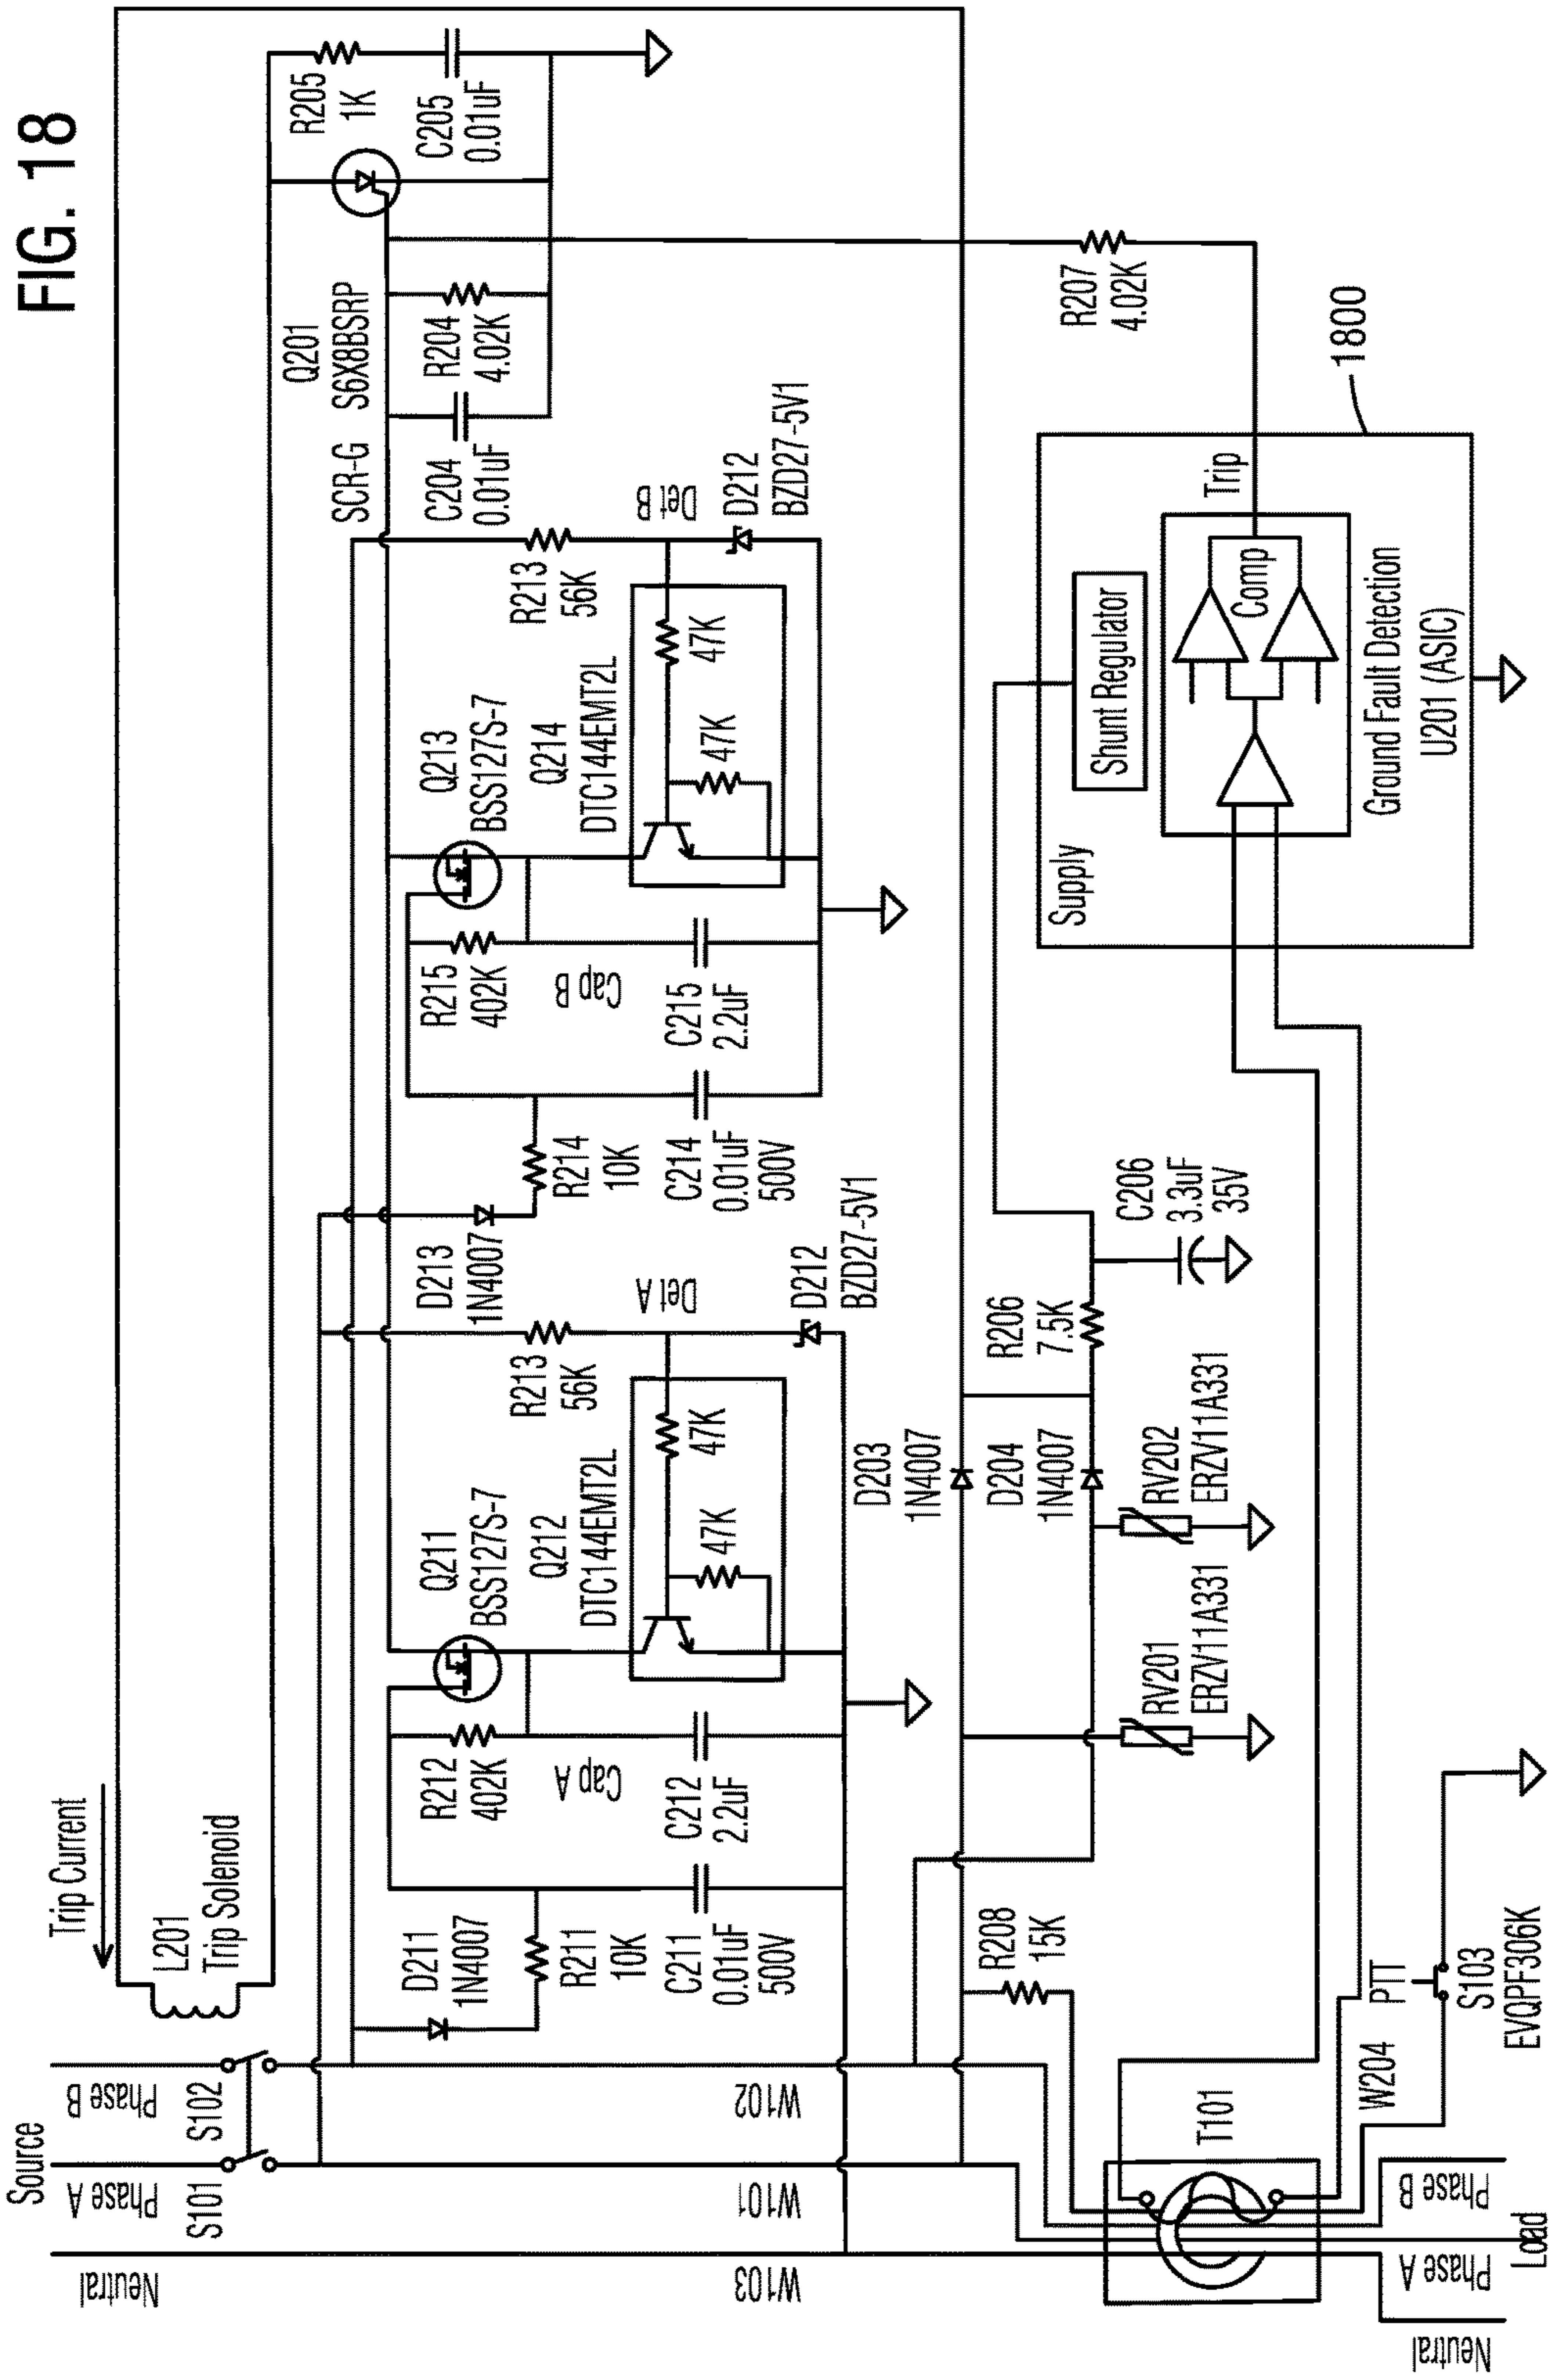 FIG. 18
Trip Current
L201
Trip Solenoid
Source
Phase B
Phase A
Neutral
S102
S101
W102
W101
W103
D211
1N4007
R211
10K
C211
0.01uF
500V
R212
402K
Cap A
C212
2.2uF
Q211
BSS127S-7
Q212
DTC144EMT2L
47K
47K
R213
56K
Det A
D212
BZD27-5V1
D213
1N4007
R214
10K
C214
0.01uF
500V
R215
402K
Cap B
C215
2.2uF
Q213
BSS127S-7
Q214
DTC144EMT2L
47K
47K
R213
56K
Det B
D212
BZD27-5V1
SCR-G
C204
0.01uF
R204
4.02K
Q201
S6X8BSRP
R205
1K
C205
0.01uF
R207
4.02K
D203
1N4007
D204
1N4007
R206
7.5K
C206
3.3uF
35V
RV201
ERZV11A331
RV202
ERZV11A331
R208
15K
PTT
S103
EVQPF306K
W204
T101
Phase B
Phase A
Load
Neutral
1800
Supply
Shunt Regulator
Comp
Trip
Ground Fault Detection
U201 (ASIC)